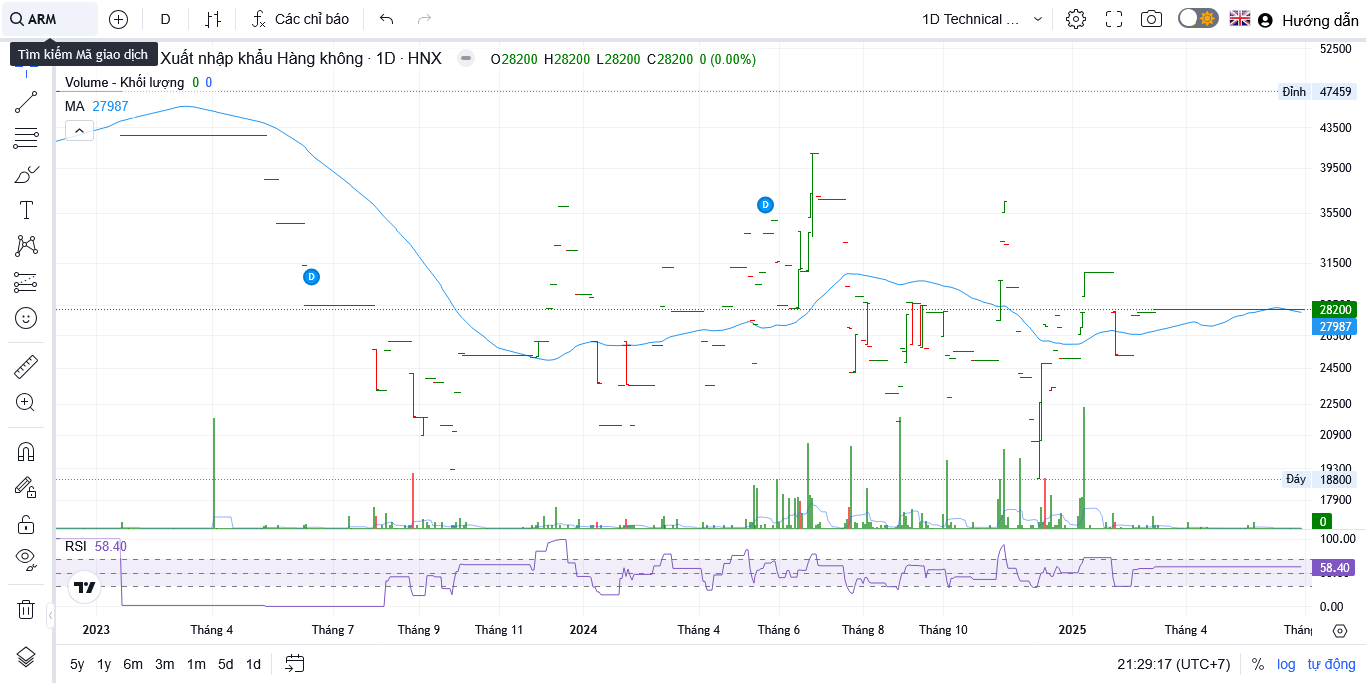 ARM D Các chỉ báo 1D Technical ... Hướng dẫn
Tìm kiếm Mã giao dịch Xuất nhập khẩu Hàng không · 1D · HNX O28200 H28200 L28200 C28200 0 (0.00%)
52500
Volume - Khối lượng 0 0
Đỉnh 47459
MA 27987
43500
39500
D
35500
31500
D
28200
27987
24500
22500
20900
19300
Đáy 18800
17900
0
RSI 58.40
100.00
58.40
0.00
2023 Tháng 4 Tháng 7 Tháng 9 Tháng 11 2024 Tháng 4 Tháng 6 Tháng 8 Tháng 10 2025 Tháng 4
5y 1y 6m 3m 1m 5d 1d 21:29:17 (UTC+7) % log tự động